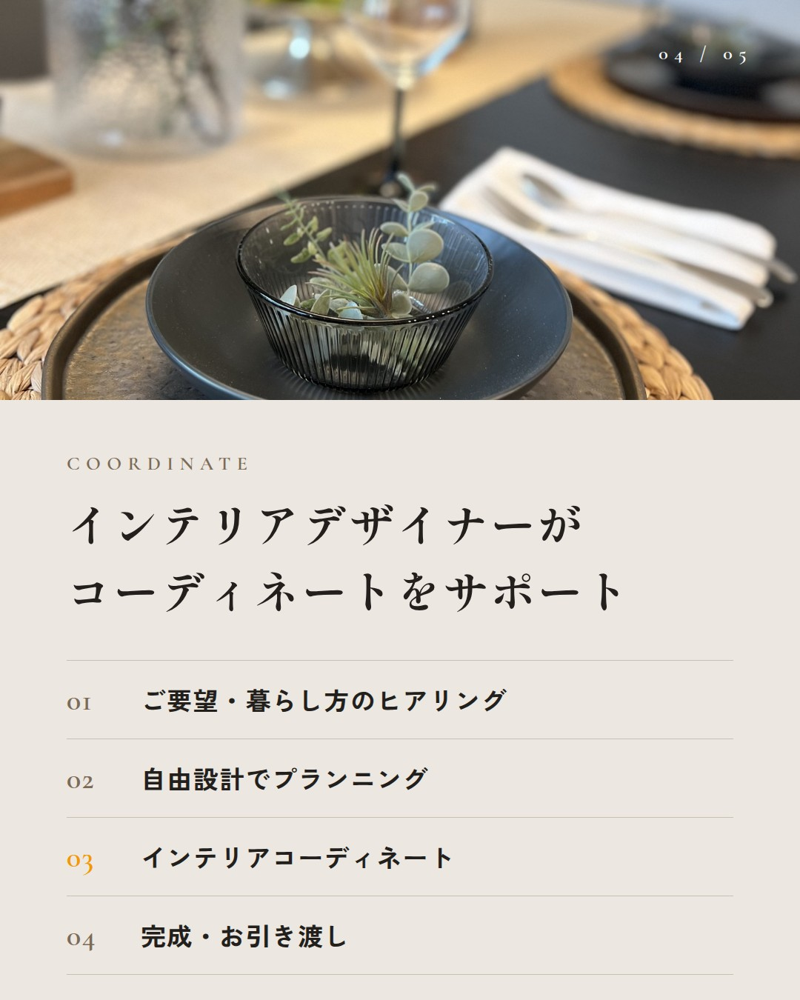 04 / 05
COORDINATE
インテリアデザイナーが
コーディネートをサポート
01 ご要望・暮らし方のヒアリング
02 自由設計でプランニング
03 インテリアコーディネート
04 完成・お引き渡し